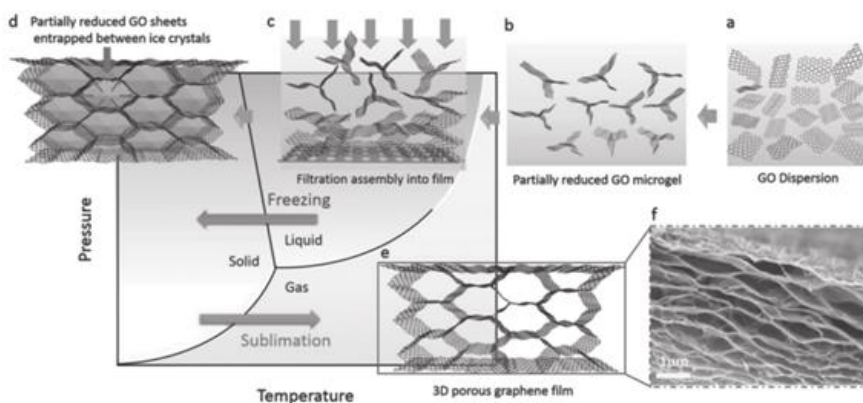 d
Partially reduced GO sheets
entrapped between ice crystals
c
b
a
Filtration assembly into film
Partially reduced GO microgel
GO Dispersion
Pressure
Freezing
Liquid
Solid
Gas
Sublimation
Temperature
e
3D porous graphene film
f
1μm